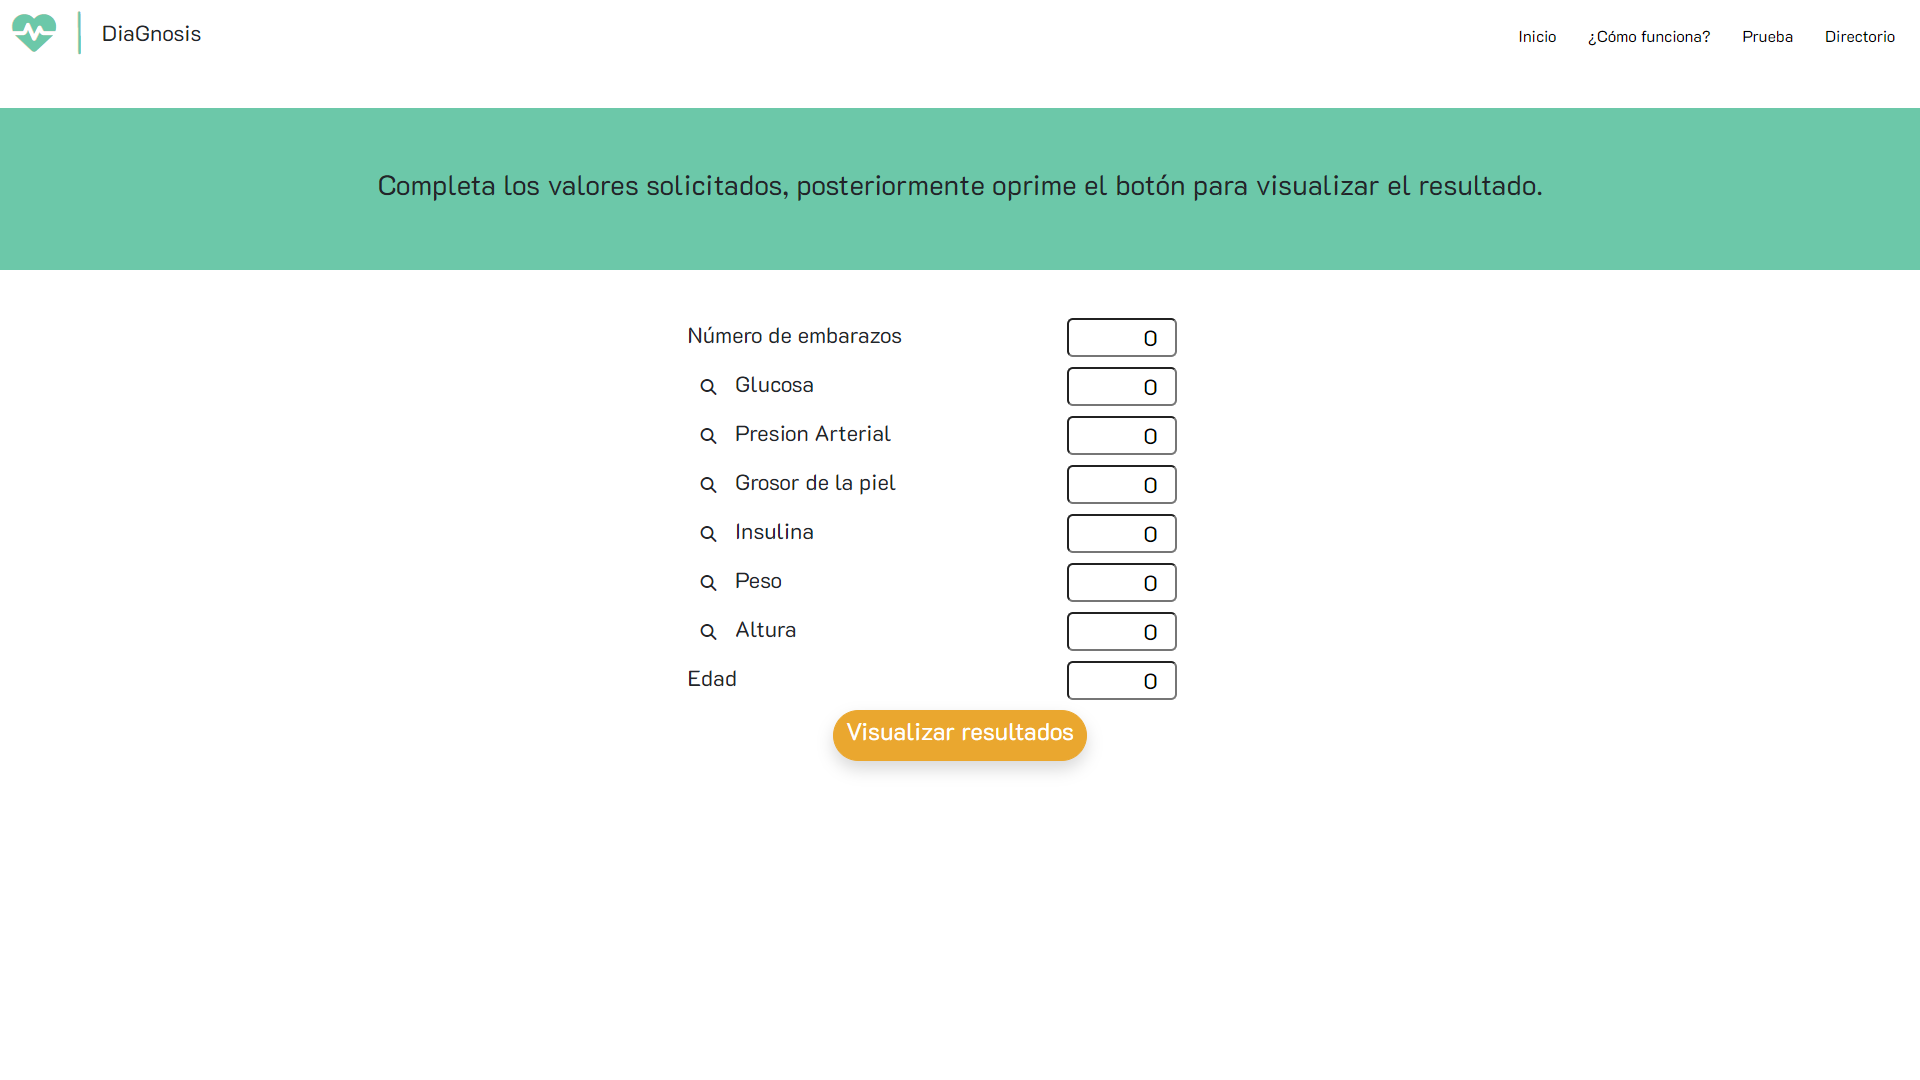 DiaGnosis
Inicio ¿Cómo funciona? Prueba Directorio
Completa los valores solicitados, posteriormente oprime el botón para visualizar el resultado.
Número de embarazos 0
Glucosa 0
Presion Arterial 0
Grosor de la piel 0
Insulina 0
Peso 0
Altura 0
Edad 0
Visualizar resultados